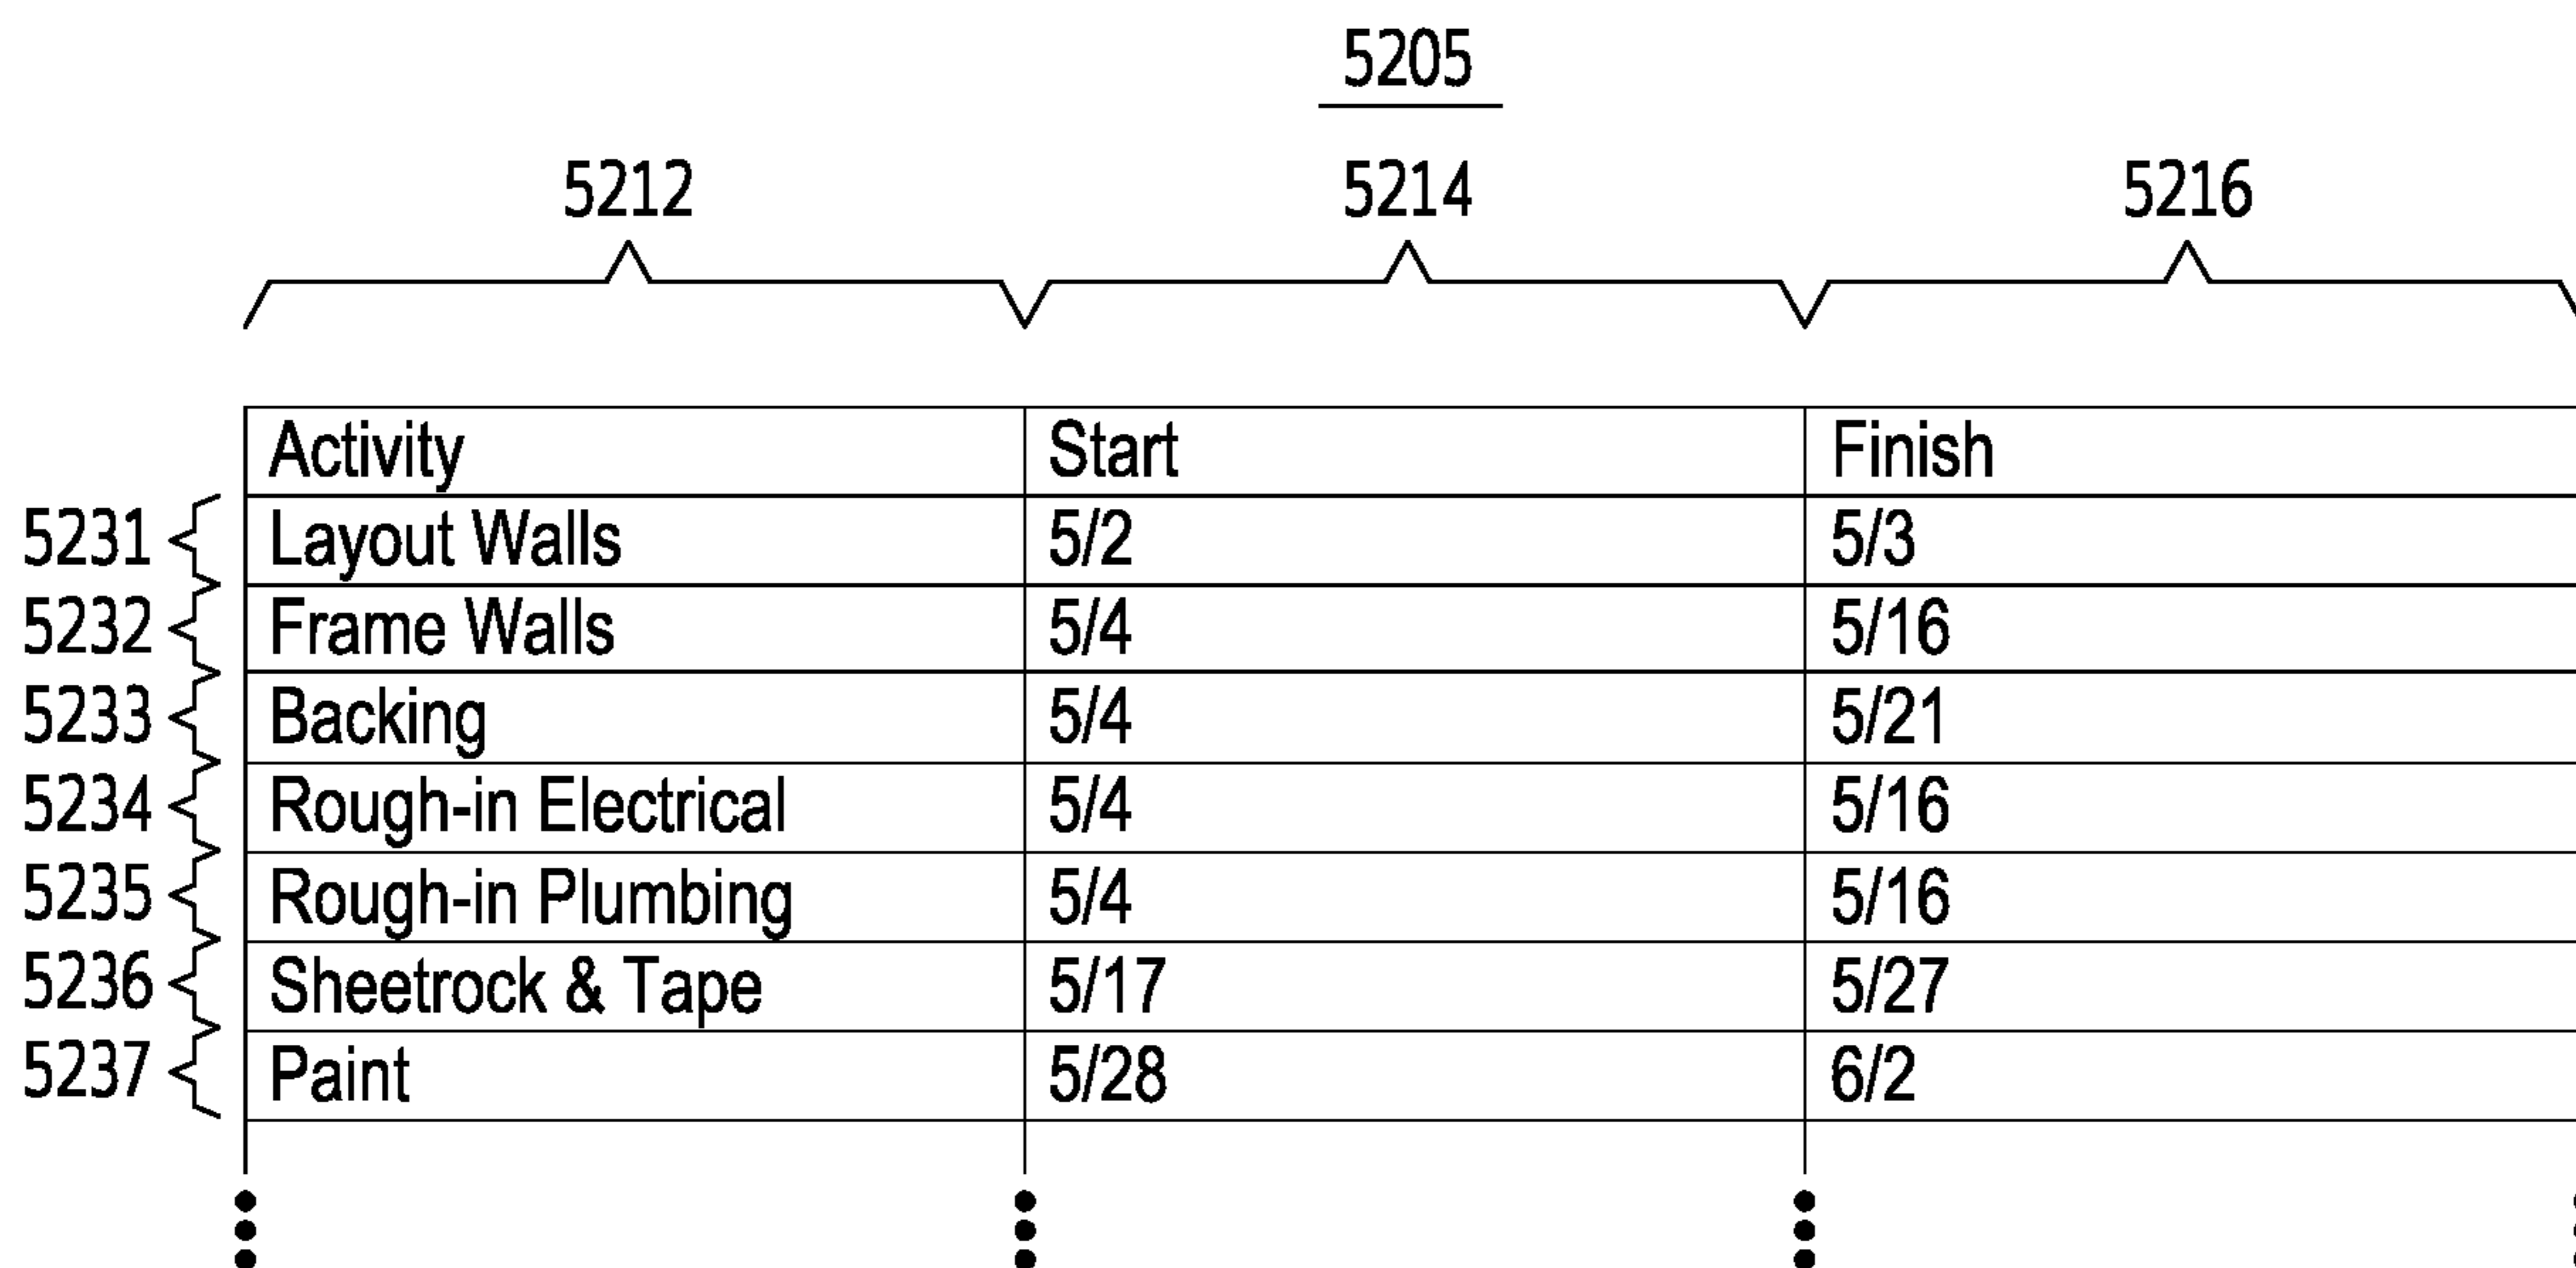 5205
5212 5214 5216
Activity Start Finish
5231 Layout Walls 5/2 5/3
5232 Frame Walls 5/4 5/16
5233 Backing 5/4 5/21
5234 Rough-in Electrical 5/4 5/16
5235 Rough-in Plumbing 5/4 5/16
5236 Sheetrock & Tape 5/17 5/27
5237 Paint 5/28 6/2